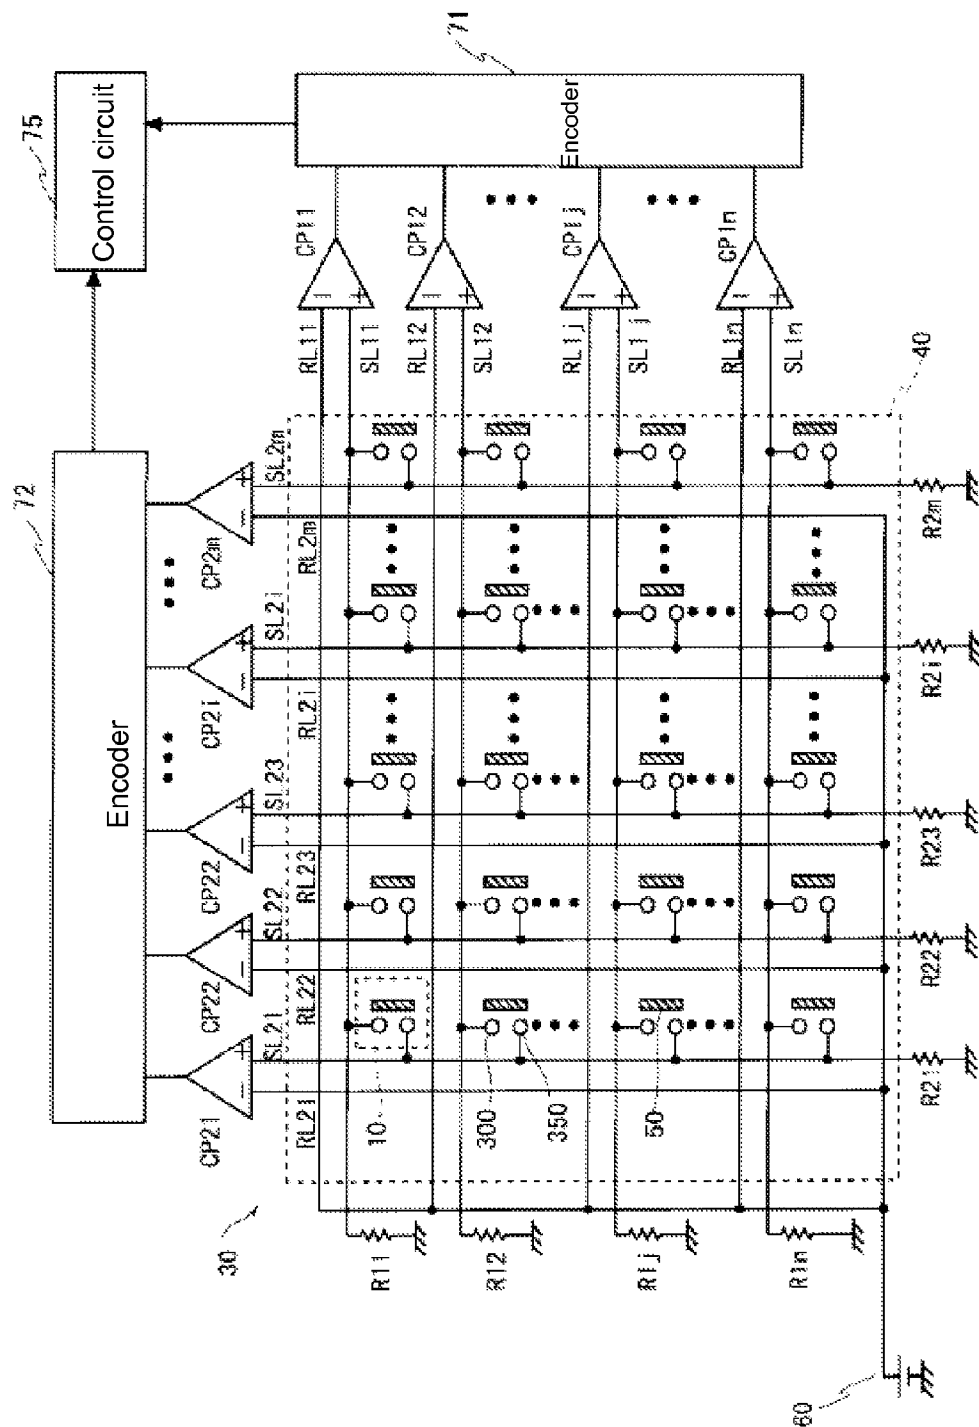 72
75
Encoder
Control circuit
CP21
CP22
CP22
CP2i
CP2m
SL21
SL22
SL23
SL2i
SL2m
30
RL21
RL22
RL23
RL2i
RL2m
RL11
CP11
R11
10
SL11
RL12
CP12
71
R12
300
SL12
350
Encoder
RL1j
CP1j
R1j
50
SL1j
RL1n
CP1n
R1n
SL1n
60
R21
R22
R23
R2i
R2m
40